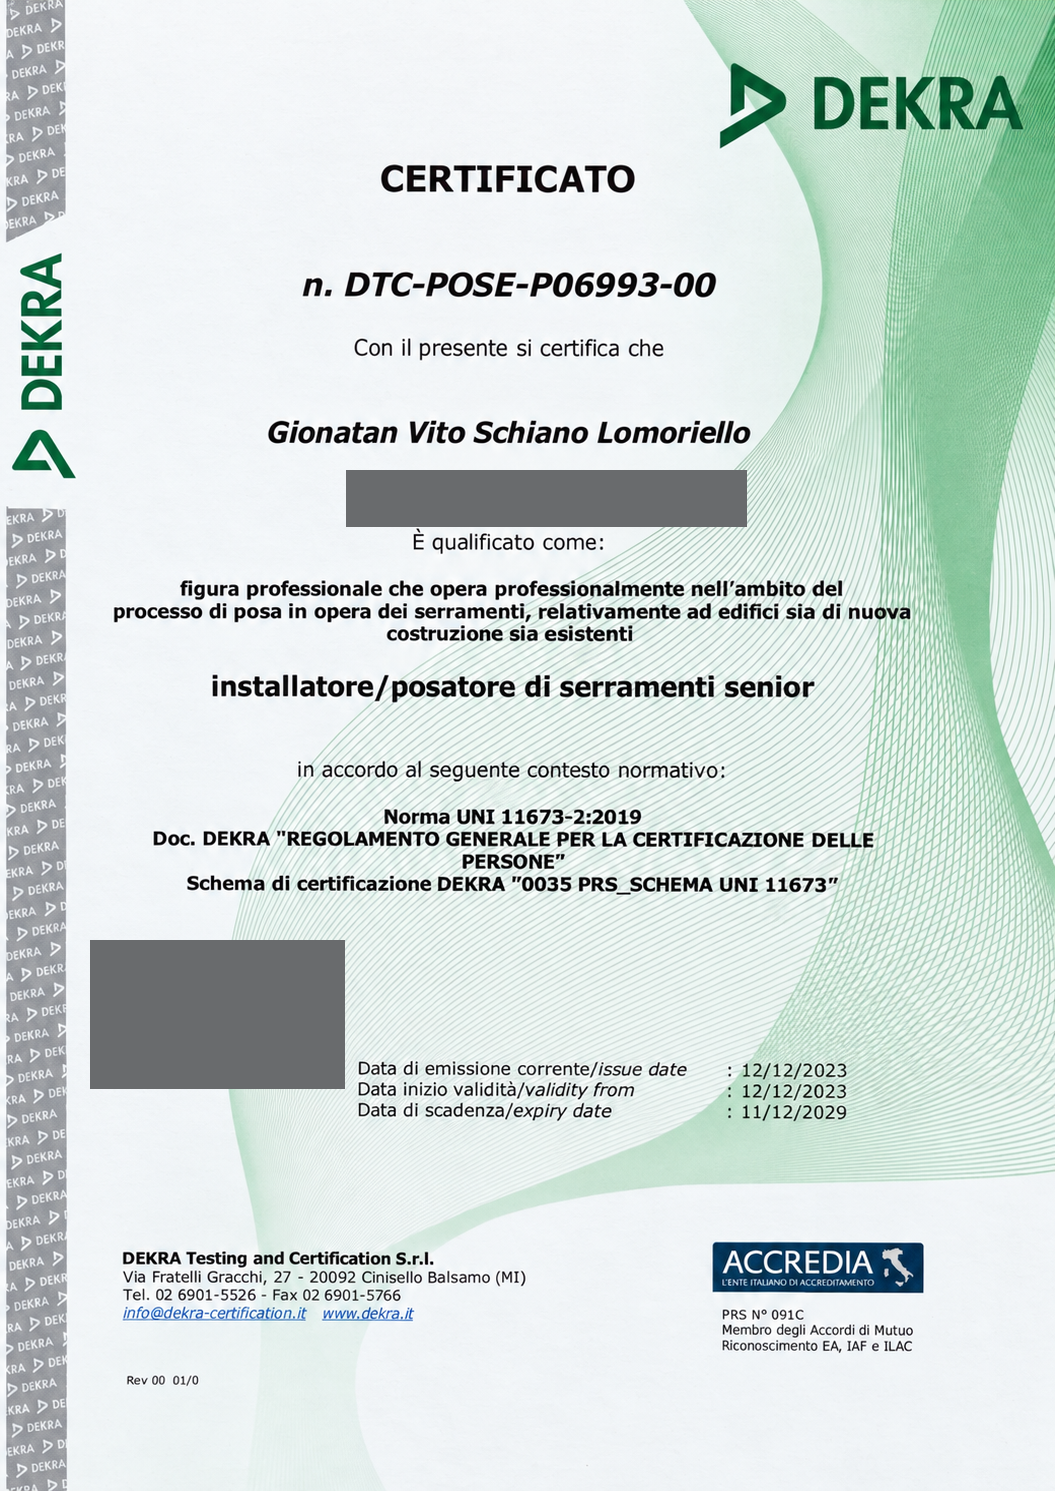 DEKRA
CERTIFICATO
n. DTC-POSE-P06993-00
Con il presente si certifica che
Gionatan Vito Schiano Lomoriello
È qualificato come:
figura professionale che opera professionalmente nell’ambito del
processo di posa in opera dei serramenti, relativamente ad edifici sia di nuova
costruzione sia esistenti
installatore/posatore di serramenti senior
in accordo al seguente contesto normativo:
Norma UNI 11673-2:2019
Doc. DEKRA "REGOLAMENTO GENERALE PER LA CERTIFICAZIONE DELLE
PERSONE”
Schema di certificazione DEKRA ”0035 PRS_SCHEMA UNI 11673”
Data di emissione corrente/issue date : 12/12/2023
Data inizio validità/validity from : 12/12/2023
Data di scadenza/expiry date : 11/12/2029
DEKRA Testing and Certification S.r.l.
Via Fratelli Gracchi, 27 - 20092 Cinisello Balsamo (MI)
Tel. 02 6901-5526 - Fax 02 6901-5766
info@dekra-certification.it www.dekra.it
Rev 00 01/0
ACCREDIA
L'ENTE ITALIANO DI ACCREDITAMENTO
PRS N° 091C
Membro degli Accordi di Mutuo
Riconoscimento EA, IAF e ILAC
DEKRA